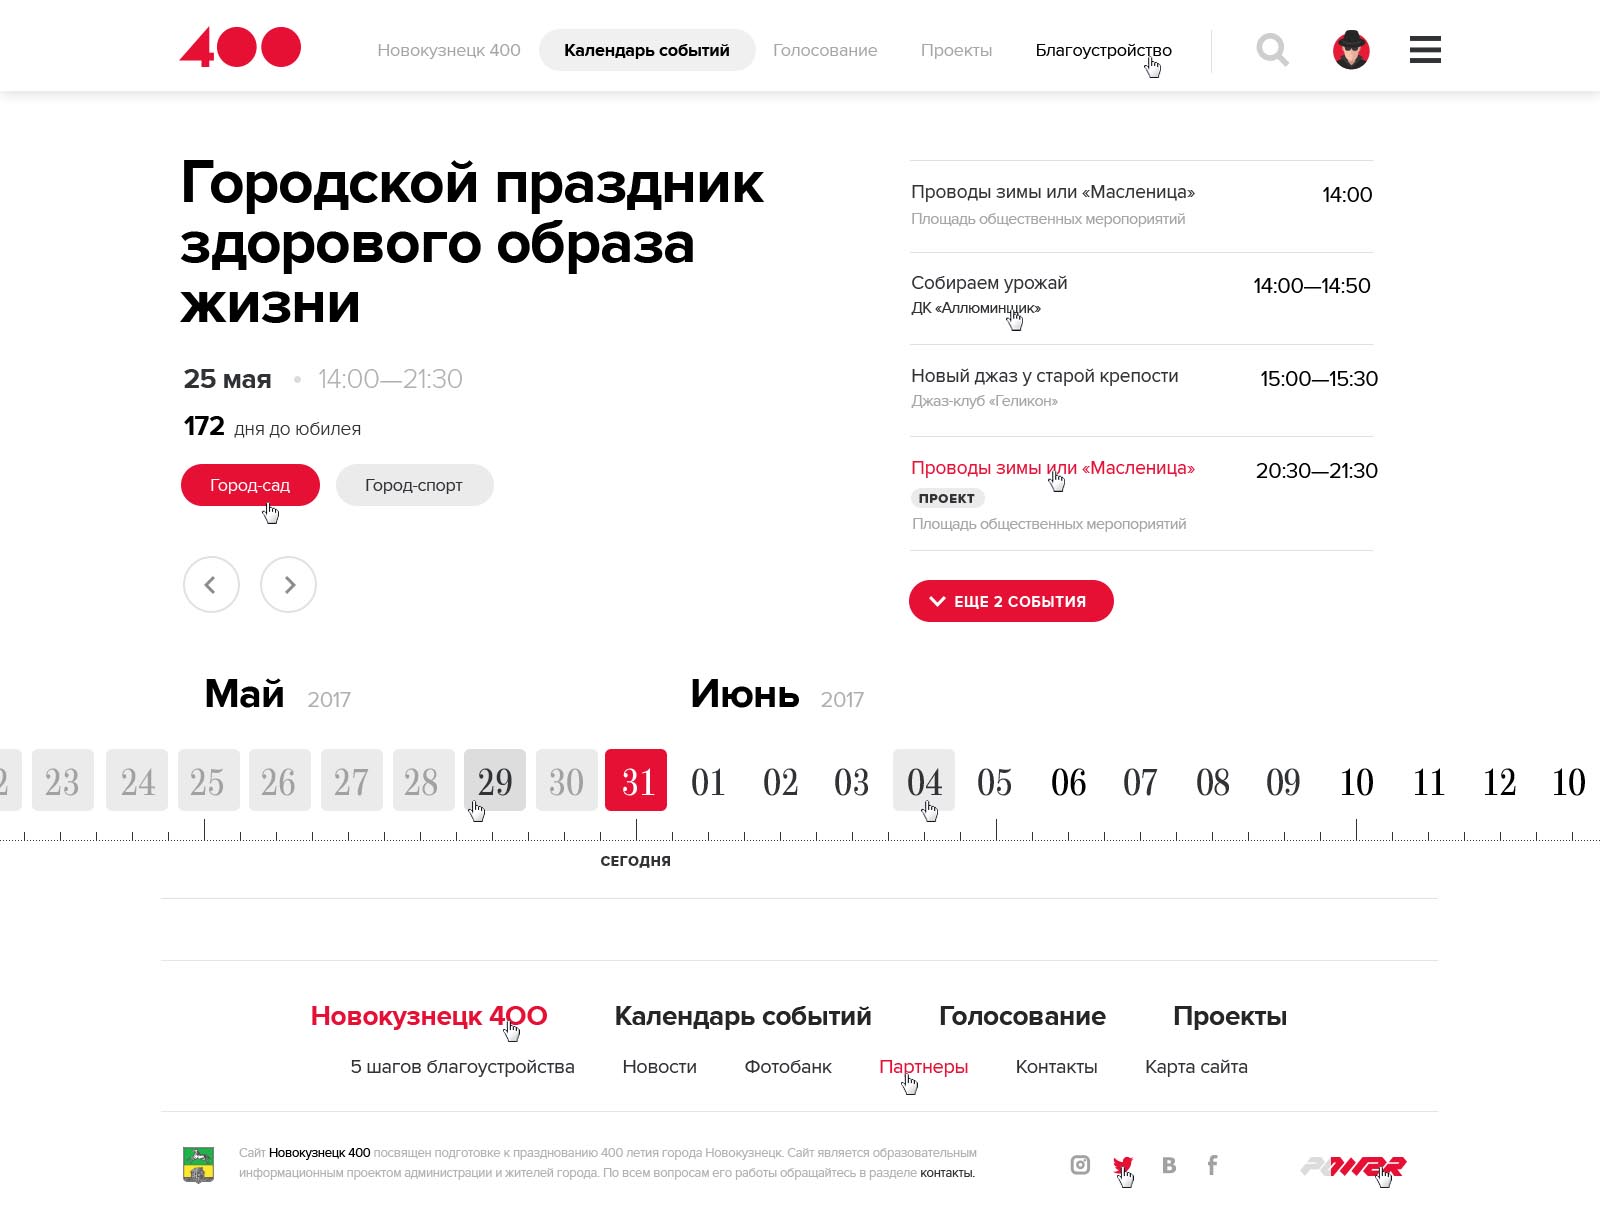 400
Новокузнецк 400 Календарь событий Голосование Проекты Благоустройство
Городской праздник
здорового образа
жизни
25 мая • 14:00—21:30
172 дня до юбилея
Город-сад Город-спорт
Проводы зимы или «Масленица» 14:00
Площадь общественных мероприятий
Собираем урожай 14:00—14:50
ДК «Аллюминщик»
Новый джаз у старой крепости 15:00—15:30
Джаз-клуб «Геликон»
Проводы зимы или «Масленица» 20:30—21:30
ПРОЕКТ
Площадь общественных мероприятий
ЕЩЕ 2 СОБЫТИЯ
Май 2017 Июнь 2017
2 23 24 25 26 27 28 29 30 31 01 02 03 04 05 06 07 08 09 10 11 12 10
СЕГОДНЯ
Новокузнецк 400 Календарь событий Голосование Проекты
5 шагов благоустройства Новости Фотобанк Партнеры Контакты Карта сайта
Сайт Новокузнецк 400 посвящен подготовке к празднованию 400 летия города Новокузнецк. Сайт является образовательным
информационным проектом администрации и жителей города. По всем вопросам его работы обращайтесь в разделе контакты.
POWER